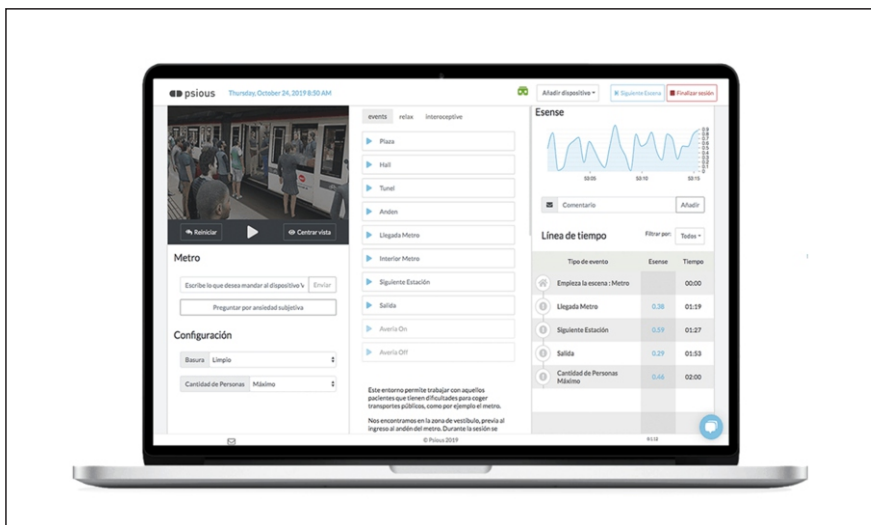 psious
Thursday, October 24, 2019 8:50 AM
Añadir dispositivo
Siguiente Escena
Finalizar sesión
Reiniciar
Centrar vista
Metro
Escribe lo que desea mandar al dispositivo V
Enviar
Preguntar por ansiedad subjetiva
Configuración
Basura Limpio
Cantidad de Personas Máximo
events relax interoceptive
Plaza
Hall
Tunel
Anden
Llegada Metro
Interior Metro
Siguiente Estación
Salida
Avería On
Avería Off
Este entorno permite trabajar con aquellos
pacientes que tienen dificultades para coger
transportes públicos, como por ejemplo el metro.
Nos encontramos en la zona de vestíbulo, previa al
ingreso al andén del metro. Durante la sesión se
Esense
53:05 53:10 53:15
Comentario
Añadir
Línea de tiempo
Filtrar por: Todas
Tipo de evento Esense Tiempo
Empieza la escena : Metro 00:00
Llegada Metro 0.38 01:19
Siguiente Estación 0.59 01:27
Salida 0.29 01:53
Cantidad de Personas
Máximo 0.46 02:00
© Psious 2019